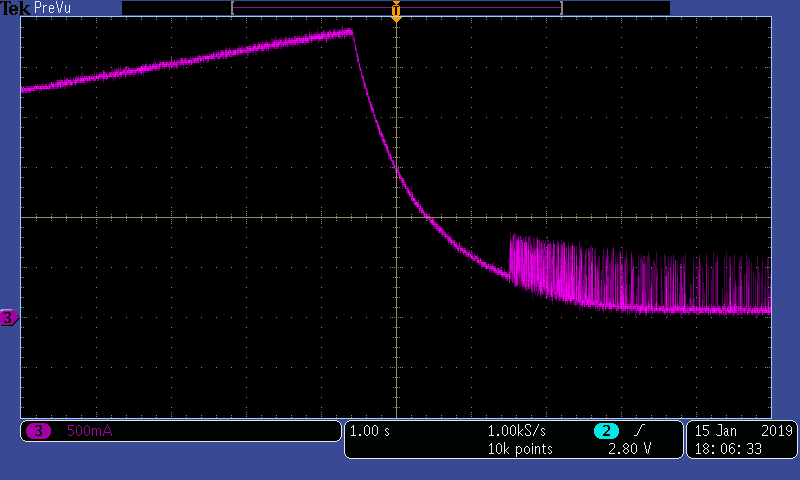 Tek PreVu
T
3
3 500mA
1.00 s 1.00kS/s 2 2.80 V
10k points
15 Jan 2019
18:06:33